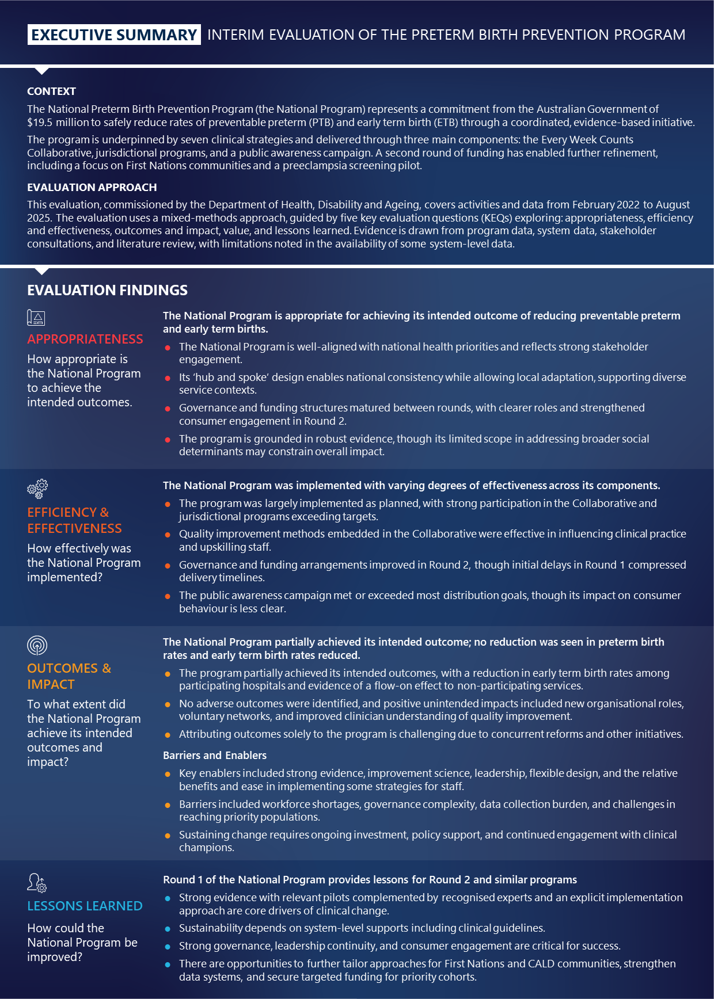 EXECUTIVE SUMMARY INTERIM EVALUATION OF THE PRETERM BIRTH PREVENTION PROGRAM
CONTEXT
The National Preterm Birth Prevention Program (the National Program) represents a commitment from the Australian Government of
$19.5 million to safely reduce rates of preventable preterm (PTB) and early term birth (ETB) through a coordinated, evidence-based initiative.
The program is underpinned by seven clinical strategies and delivered through three main components: the Every Week Counts
Collaborative, jurisdictional programs, and a public awareness campaign. A second round of funding has enabled further refinement,
including a focus on First Nations communities and a preeclampsia screening pilot.
EVALUATION APPROACH
This evaluation, commissioned by the Department of Health, Disability and Ageing, covers activities and data from February 2022 to August
2025. The evaluation uses a mixed-methods approach, guided by five key evaluation questions (KEQs) exploring: appropriateness, efficiency
and effectiveness, outcomes and impact, value, and lessons learned. Evidence is drawn from program data, system data, stakeholder
consultations, and literature review, with limitations noted in the availability of some system-level data.
EVALUATION FINDINGS
APPROPRIATENESS
How appropriate is
the National Program
to achieve the
intended outcomes.
The National Program is appropriate for achieving its intended outcome of reducing preventable preterm
and early term births.
● The National Program is well-aligned with national health priorities and reflects strong stakeholder
engagement.
● Its ‘hub and spoke’ design enables national consistency while allowing local adaptation, supporting diverse
service contexts.
● Governance and funding structures matured between rounds, with clearer roles and strengthened
consumer engagement in Round 2.
● The program is grounded in robust evidence, though its limited scope in addressing broader social
determinants may constrain overall impact.
EFFICIENCY &
EFFECTIVENESS
How effectively was
the National Program
implemented?
The National Program was implemented with varying degrees of effectiveness across its components.
● The program was largely implemented as planned, with strong participation in the Collaborative and
jurisdictional programs exceeding targets.
● Quality improvement methods embedded in the Collaborative were effective in influencing clinical practice
and upskilling staff.
● Governance and funding arrangements improved in Round 2, though initial delays in Round 1 compressed
delivery timelines.
● The public awareness campaign met or exceeded most distribution goals, though its impact on consumer
behaviour is less clear.
OUTCOMES &
IMPACT
To what extent did
the National Program
achieve its intended
outcomes and
impact?
The National Program partially achieved its intended outcome; no reduction was seen in preterm birth
rates and early term birth rates reduced.
● The program partially achieved its intended outcomes, with a reduction in early term birth rates among
participating hospitals and evidence of a flow-on effect to non-participating services.
● No adverse outcomes were identified, and positive unintended impacts included new organisational roles,
voluntary networks, and improved clinician understanding of quality improvement.
● Attributing outcomes solely to the program is challenging due to concurrent reforms and other initiatives.
Barriers and Enablers
● Key enablers included strong evidence, improvement science, leadership, flexible design, and the relative
benefits and ease in implementing some strategies for staff.
● Barriers included workforce shortages, governance complexity, data collection burden, and challenges in
reaching priority populations.
● Sustaining change requires ongoing investment, policy support, and continued engagement with clinical
champions.
LESSONS LEARNED
How could the
National Program be
improved?
Round 1 of the National Program provides lessons for Round 2 and similar programs
● Strong evidence with relevant pilots complemented by recognised experts and an explicit implementation
approach are core drivers of clinical change.
● Sustainability depends on system-level supports including clinical guidelines.
● Strong governance, leadership continuity, and consumer engagement are critical for success.
● There are opportunities to further tailor approaches for First Nations and CALD communities, strengthen
data systems, and secure targeted funding for priority cohorts.